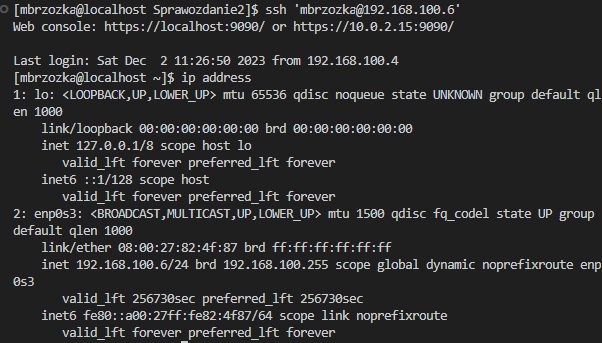 [mbrzozka@localhost Sprawozdanie2]$ ssh 'mbrzozka@192.168.100.6'
Web console: https://localhost:9090/ or https://10.0.2.15:9090/
Last login: Sat Dec  2 11:26:50 2023 from 192.168.100.4
[mbrzozka@localhost ~]$ ip address
1: lo: <LOOPBACK,UP,LOWER_UP> mtu 65536 qdisc noqueue state UNKNOWN group default ql
en 1000
    link/loopback 00:00:00:00:00:00 brd 00:00:00:00:00:00
    inet 127.0.0.1/8 scope host lo
       valid_lft forever preferred_lft forever
    inet6 ::1/128 scope host
       valid_lft forever preferred_lft forever
2: enp0s3: <BROADCAST,MULTICAST,UP,LOWER_UP> mtu 1500 qdisc fq_codel state UP group
default qlen 1000
    link/ether 08:00:27:82:4f:87 brd ff:ff:ff:ff:ff:ff
    inet 192.168.100.6/24 brd 192.168.100.255 scope global dynamic noprefixroute enp
0s3
       valid_lft 256730sec preferred_lft 256730sec
    inet6 fe80::a00:27ff:fe82:4f87/64 scope link noprefixroute
       valid_lft forever preferred_lft forever